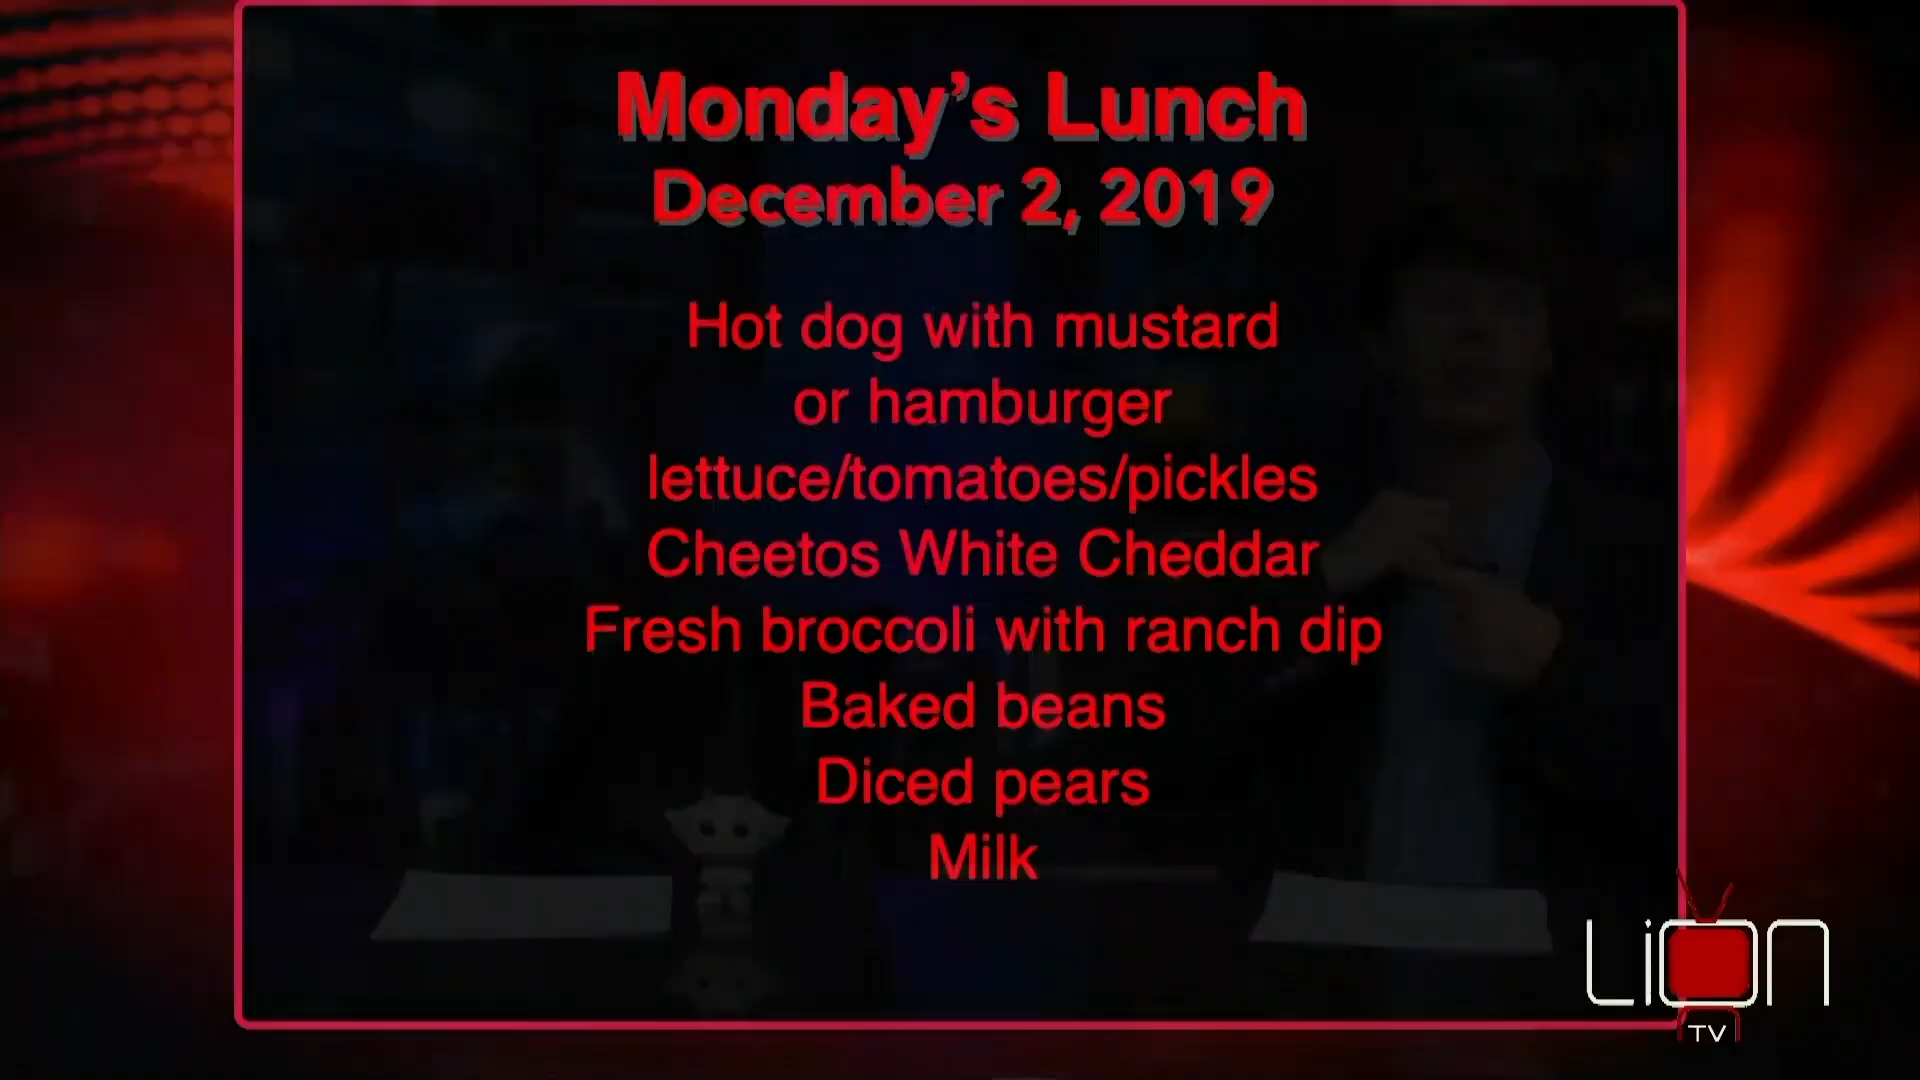 Monday’s Lunch
December 2, 2019
Hot dog with mustard
or hamburger
lettuce/tomatoes/pickles
Cheetos White Cheddar
Fresh broccoli with ranch dip
Baked beans
Diced pears
Milk
LiON
TV